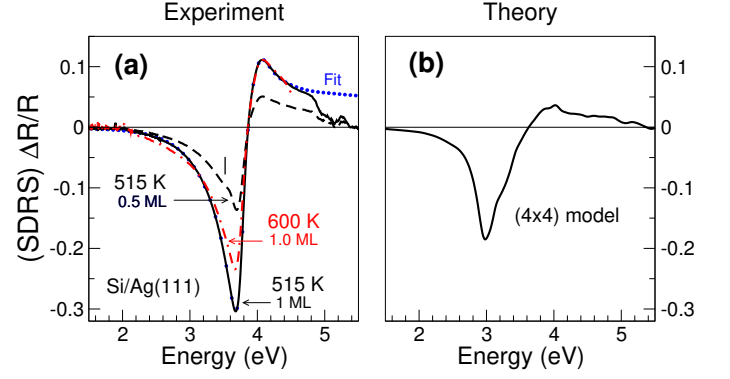 Experiment
Theory
(SDRS) ΔR/R
(a)
(b)
0.1
0
-0.1
-0.2
-0.3
Fit
515 K
0.5 ML
600 K
1.0 ML
Si/Ag(111)
515 K
1 ML
(4x4) model
0.1
0
-0.1
-0.2
-0.3
2
3
4
5
2
3
4
5
Energy (eV)
Energy (eV)